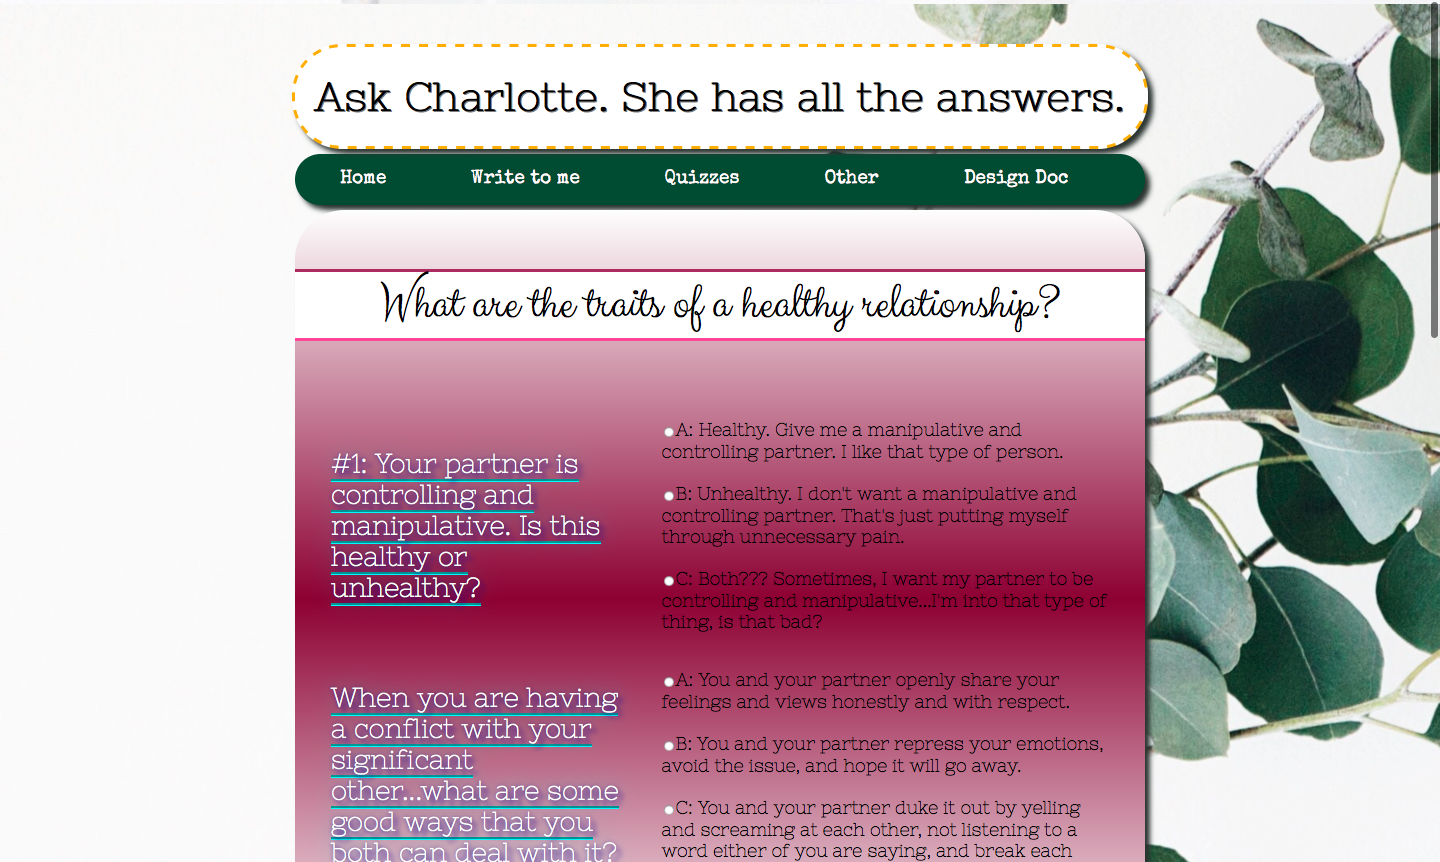 Ask Charlotte. She has all the answers.
Home Write to me Quizzes Other Design Doc
What are the traits of a healthy relationship?
#1: Your partner is
controlling and
manipulative. Is this
healthy or
unhealthy?
A: Healthy. Give me a manipulative and
controlling partner. I like that type of person.
B: Unhealthy. I don't want a manipulative and
controlling partner. That's just putting myself
through unnecessary pain.
C: Both??? Sometimes, I want my partner to be
controlling and manipulative...I'm into that type of
thing, is that bad?
When you are having
a conflict with your
significant
other...what are some
good ways that you
both can deal with it?
A: You and your partner openly share your
feelings and views honestly and with respect.
B: You and your partner repress your emotions,
avoid the issue, and hope it will go away.
C: You and your partner duke it out by yelling
and screaming at each other, not listening to a
word either of you are saying, and break each